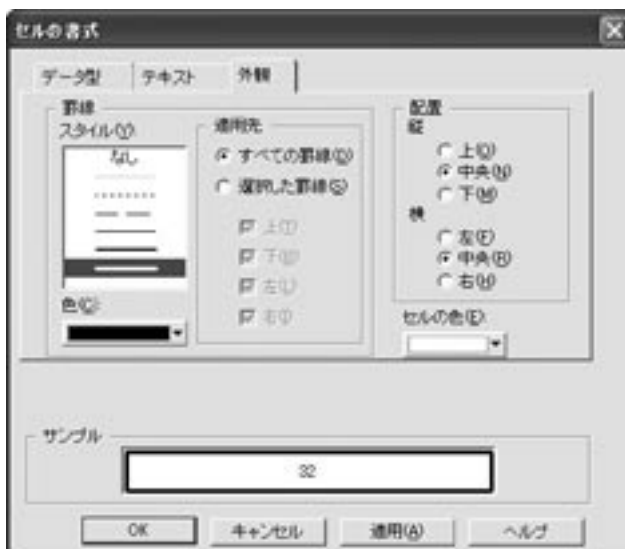 セルの書式
データ型 テキスト 外観
罫線
スタイル(Y):
なし
色(C):
適用先
すべての罫線(D)
選択した罫線(S)
上(T)
下(B)
左(L)
右(I)
配置
縦
上(O)
中央(N)
下(M)
横
左(F)
中央(R)
右(H)
セルの色(E):
サンプル
32
OK キャンセル 適用(A) ヘルプ